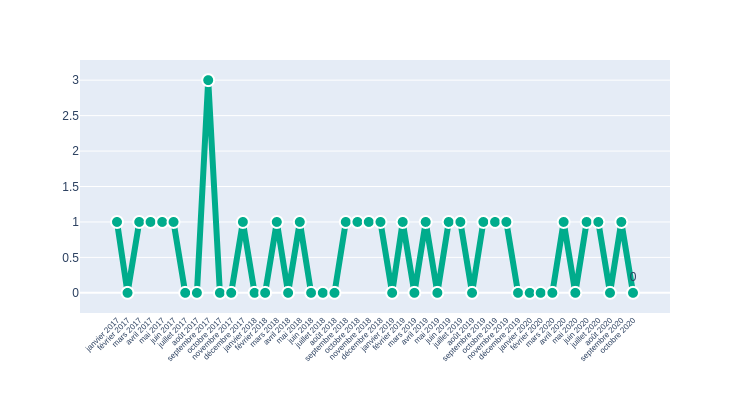 3
2.5
2
1.5
1
0.5
0
0
janvier 2017
février 2017
mars 2017
avril 2017
mai 2017
juin 2017
juillet 2017
août 2017
septembre 2017
octobre 2017
novembre 2017
décembre 2017
janvier 2018
février 2018
mars 2018
avril 2018
mai 2018
juin 2018
juillet 2018
août 2018
septembre 2018
octobre 2018
novembre 2018
décembre 2018
janvier 2019
février 2019
mars 2019
avril 2019
mai 2019
juin 2019
juillet 2019
août 2019
septembre 2019
octobre 2019
novembre 2019
décembre 2019
janvier 2020
février 2020
mars 2020
avril 2020
mai 2020
juin 2020
juillet 2020
août 2020
septembre 2020
octobre 2020